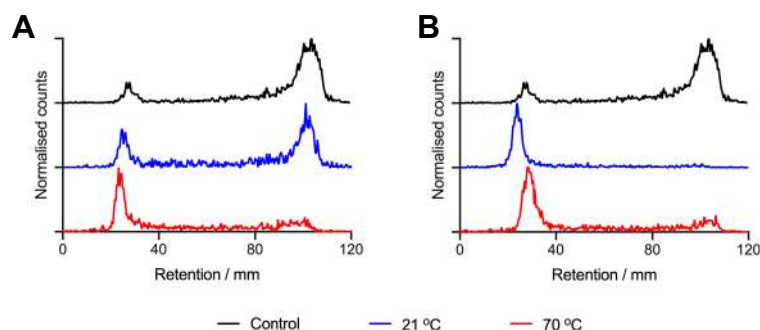 A
B
Normalised counts
Normalised counts
0 40 80 120
0 40 80 120
Retention / mm
Retention / mm
Control 21 ºC 70 ºC